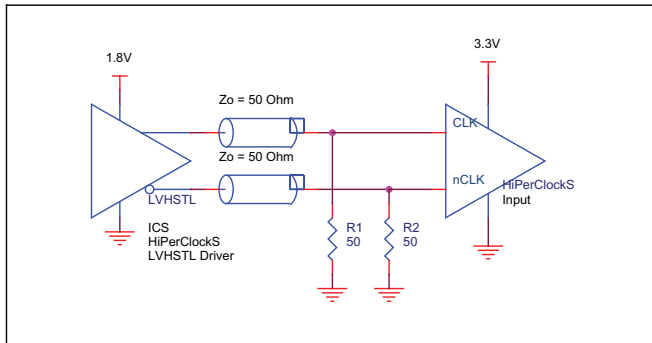 1.8V
3.3V
Zo = 50 Ohm
CLK
Zo = 50 Ohm
nCLK
HiPerClockS
Input
LVHSTL
ICS
HiPerClockS
LVHSTL Driver
R1
50
R2
50